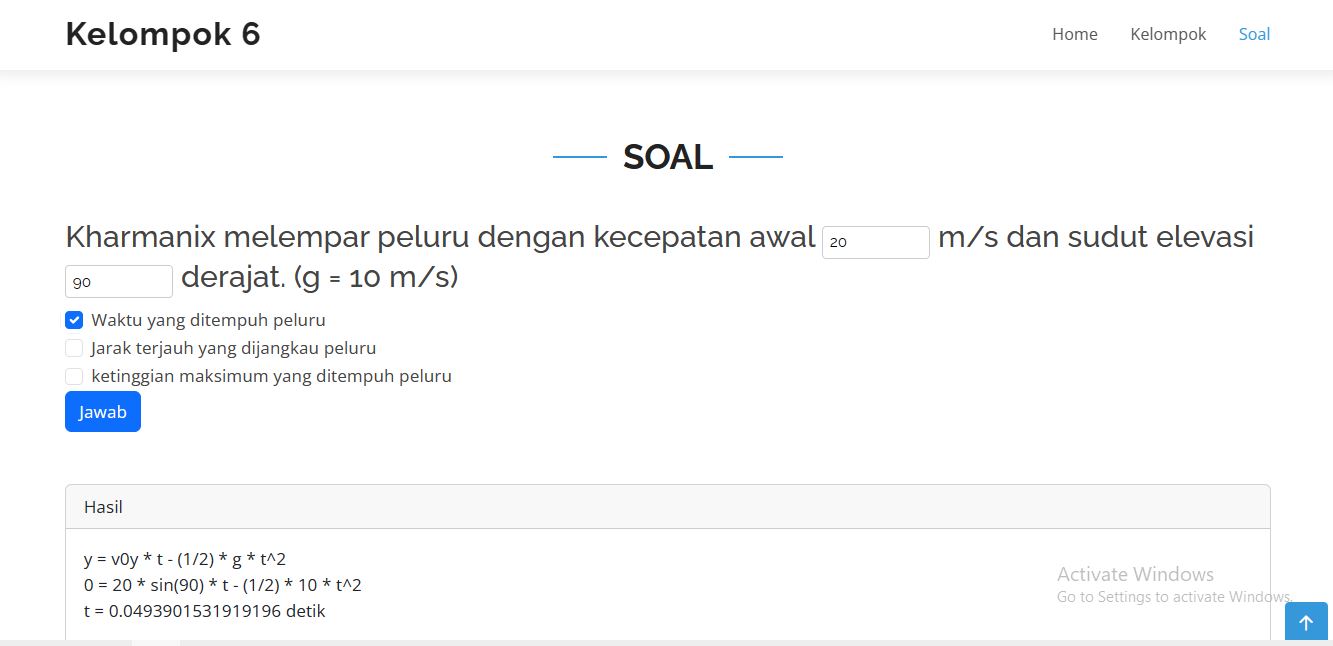 Kelompok 6
Home Kelompok Soal
SOAL
Kharmanix melempar peluru dengan kecepatan awal 20 m/s dan sudut elevasi
90 derajat. (g = 10 m/s)
Waktu yang ditempuh peluru
Jarak terjauh yang dijangkau peluru
ketinggian maksimum yang ditempuh peluru
Jawab
Hasil
y = v0y * t - (1/2) * g * t^2
0 = 20 * sin(90) * t - (1/2) * 10 * t^2
t = 0.0493901531919196 detik
Activate Windows
Go to Settings to activate Windows.